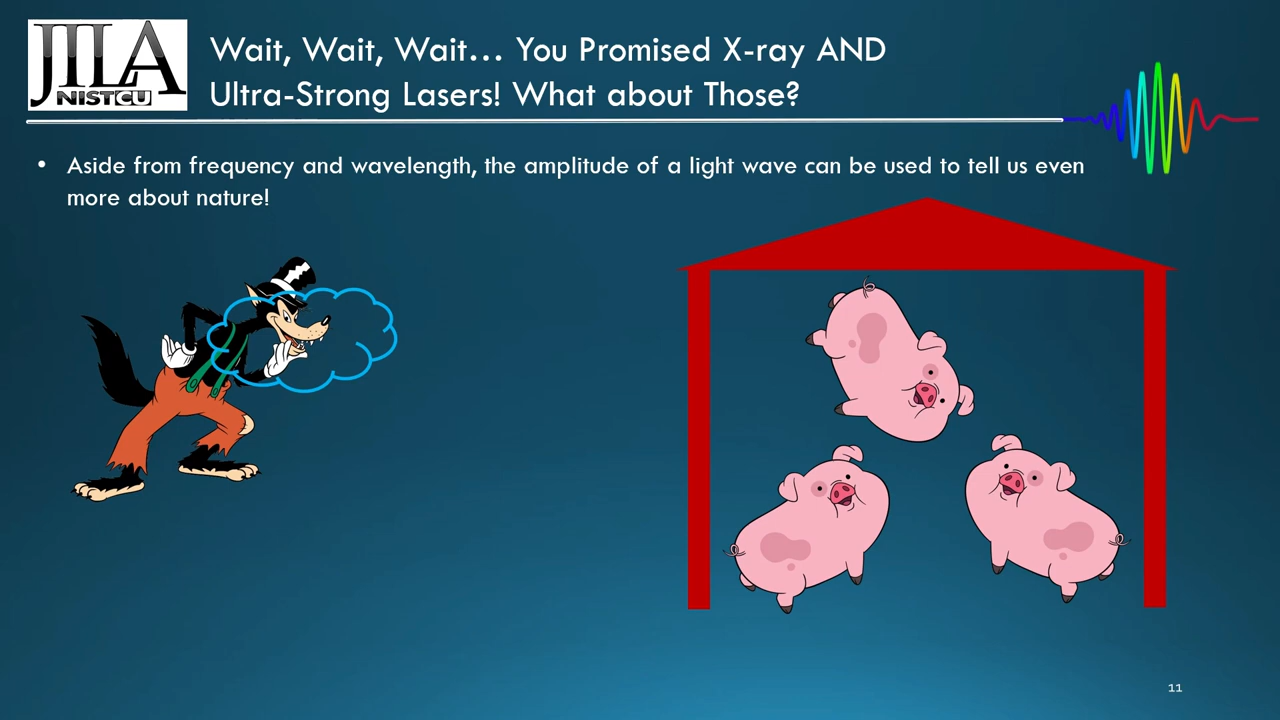 JILA
NIST CU
Wait, Wait, Wait... You Promised X-ray AND
Ultra-Strong Lasers! What about Those?
• Aside from frequency and wavelength, the amplitude of a light wave can be used to tell us even
more about nature!
11